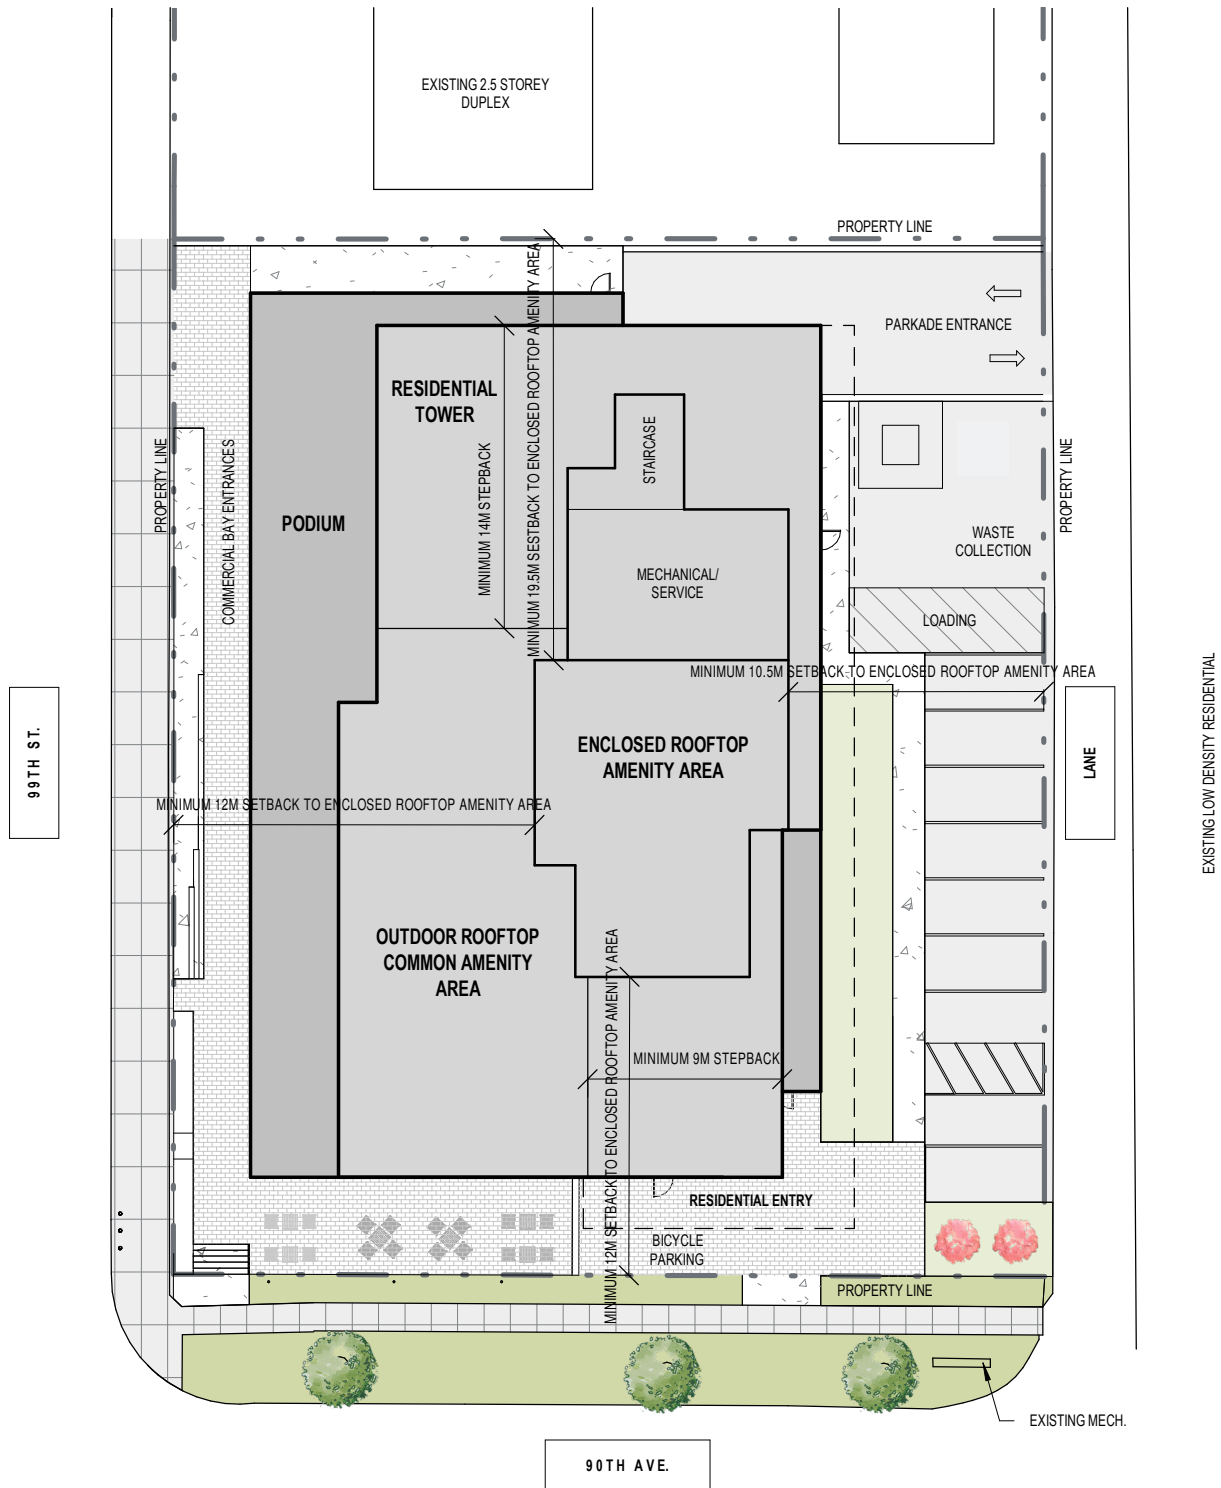 EXISTING 2.5 STOREY
DUPLEX
PROPERTY LINE
PARKADE ENTRANCE
RESIDENTIAL
TOWER
MINIMUM 14M STEPBACK
MINIMUM 19.5M SESTBACK TO ENCLOSED ROOFTOP AMENITY AREA
STAIRCASE
PROPERTY LINE
COMMERCIAL BAY ENTRANCES
PODIUM
MECHANICAL/
SERVICE
WASTE
COLLECTION
PROPERTY LINE
LOADING
MINIMUM 10.5M SETBACK TO ENCLOSED ROOFTOP AMENITY AREA
99TH ST.
ENCLOSED ROOFTOP
AMENITY AREA
LANE
EXISTING LOW DENSITY RESIDENTIAL
MINIMUM 12M SETBACK TO ENCLOSED ROOFTOP AMENITY AREA
OUTDOOR ROOFTOP
COMMON AMENITY
AREA
MINIMUM 12M SETBACK TO ENCLOSED ROOFTOP AMENITY AREA
MINIMUM 9M STEPBACK
RESIDENTIAL ENTRY
BICYCLE
PARKING
PROPERTY LINE
EXISTING MECH.
90TH AVE.